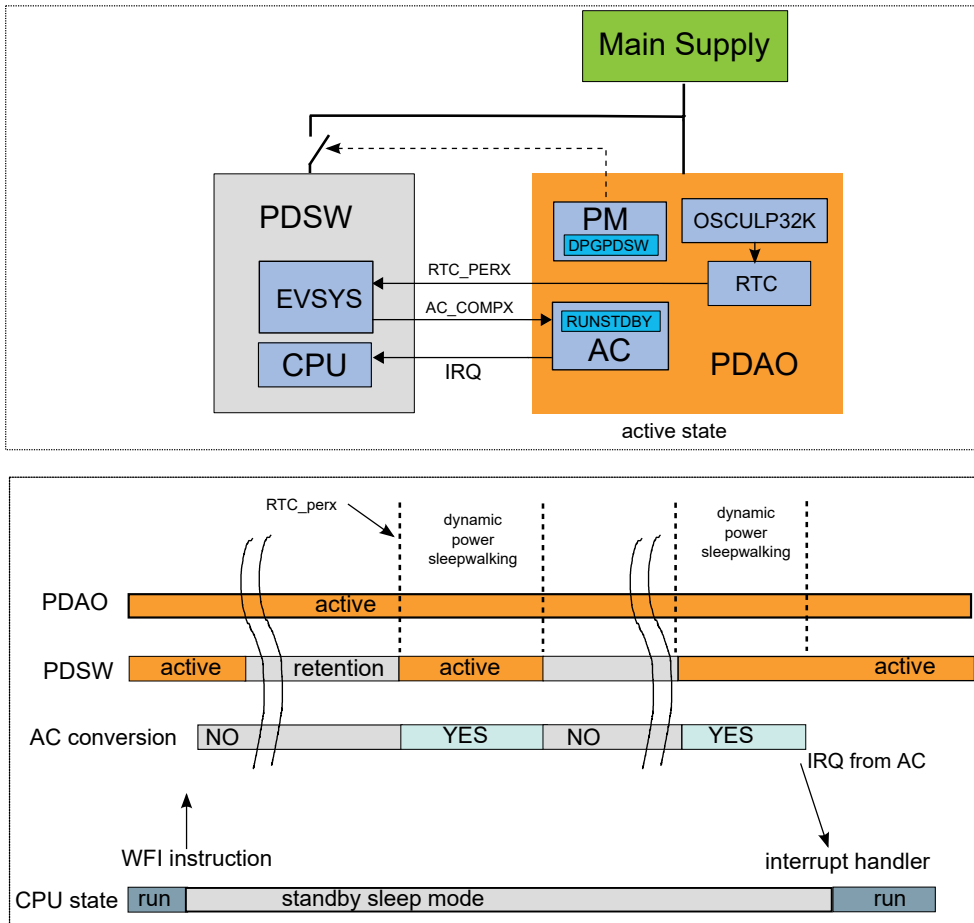 Main Supply
PDSW
PM
DPGPDSW
OSCULP32K
RTC_PERX
RTC
EVSYS
AC_COMPX
RUNSTDBY
AC
CPU
IRQ
PDAO
active state
RTC_perx
dynamic
power
sleepwalking
dynamic
power
sleepwalking
PDAO
active
PDSW
active
retention
active
active
AC conversion
NO
YES
NO
YES
IRQ from AC
WFI instruction
interrupt handler
CPU state
run
standby sleep mode
run